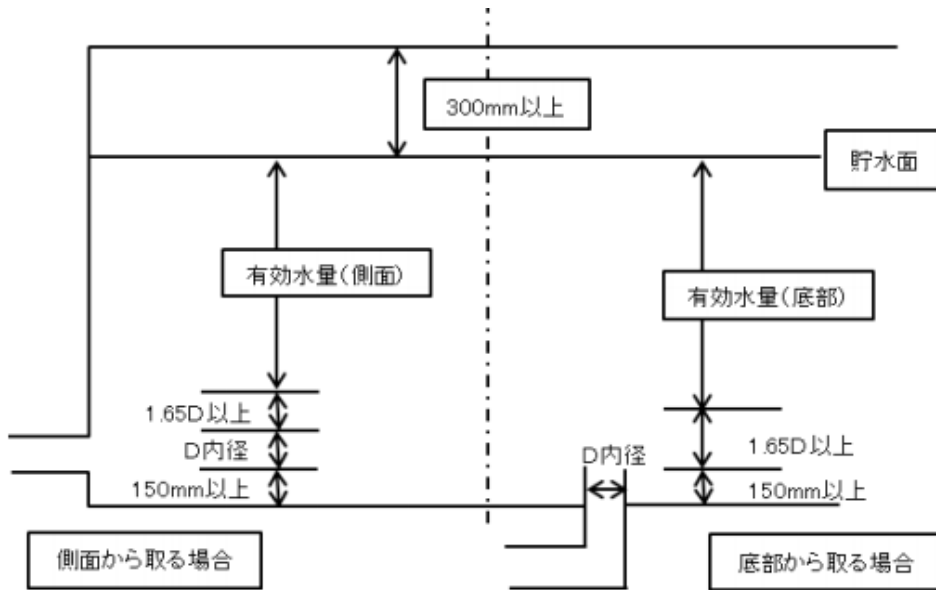 300mm以上
貯水面
有効水量(側面)
有効水量(底部)
1.65D以上
D内径
150mm以上
D内径
1.65D以上
150mm以上
側面から取る場合
底部から取る場合